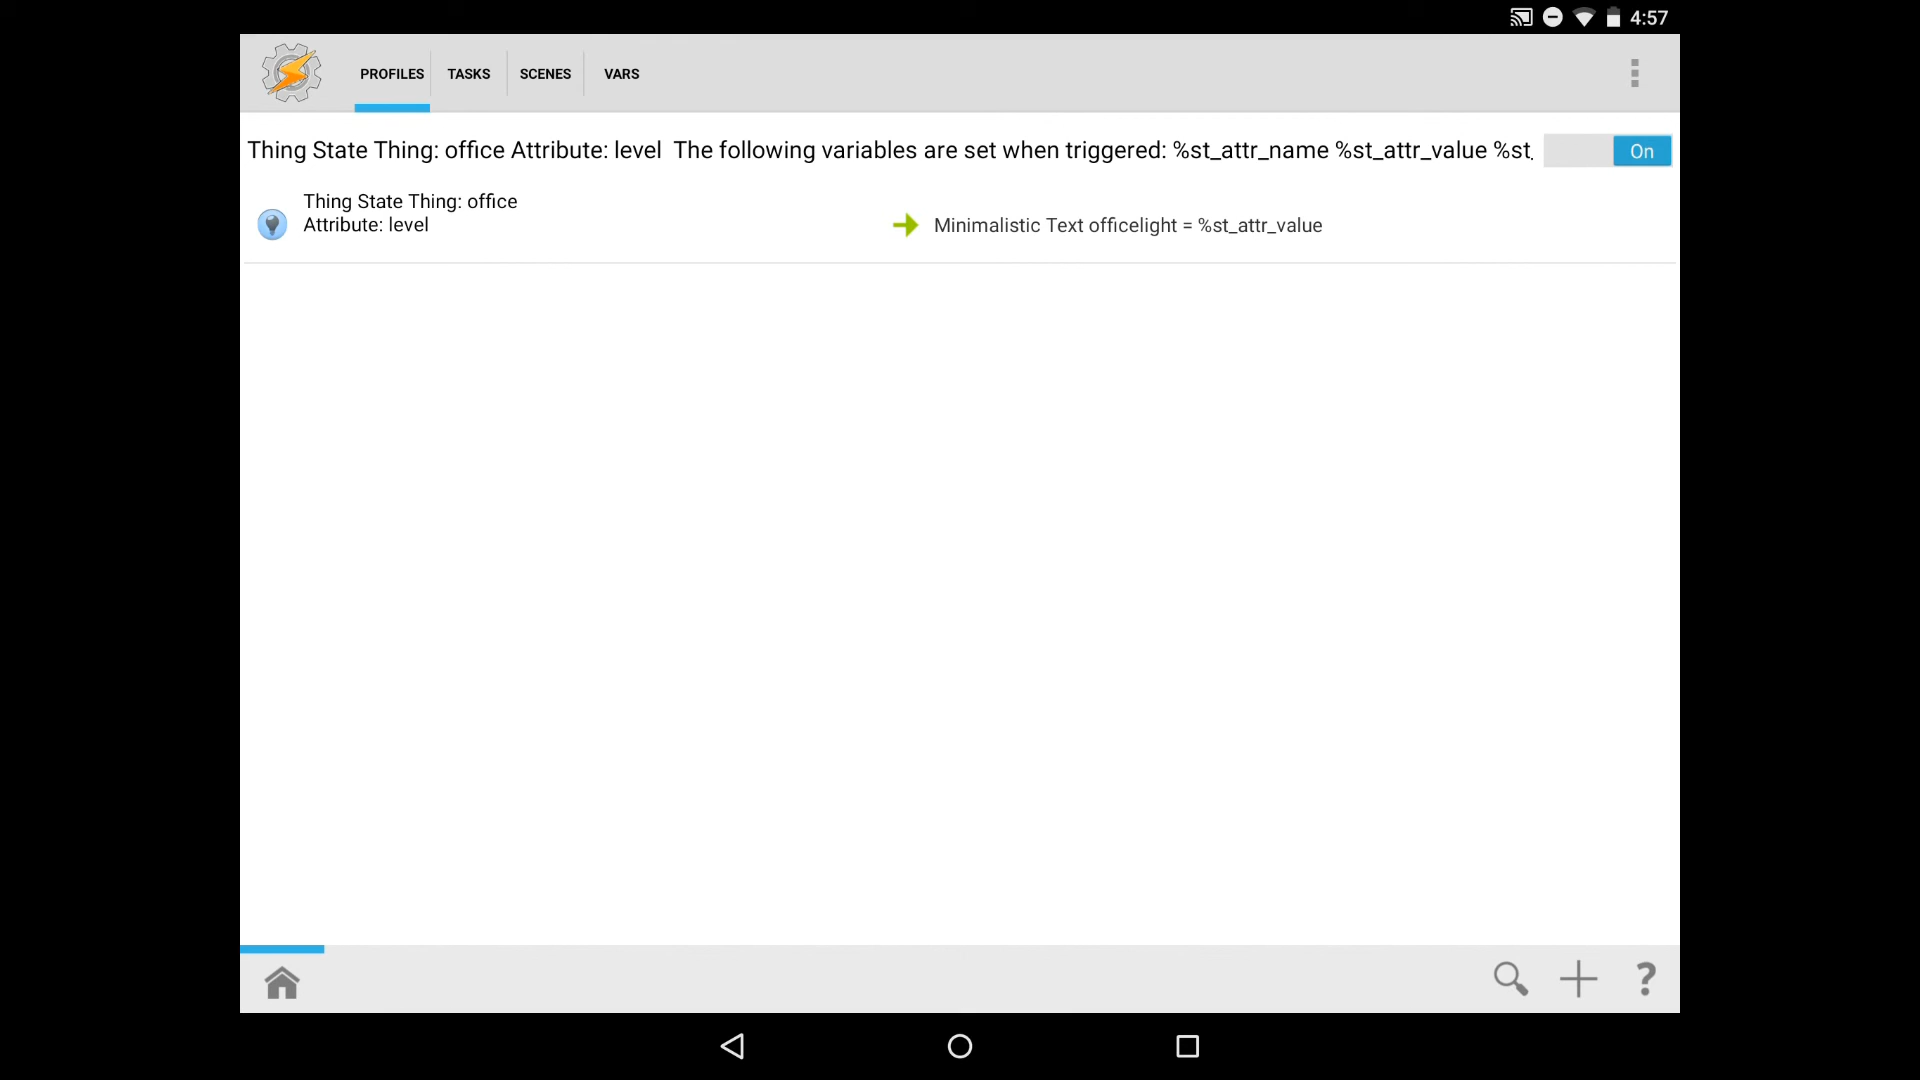 4:57
PROFILES TASKS SCENES VARS
Thing State Thing: office Attribute: level The following variables are set when triggered: %st_attr_name %st_attr_value %st_
On
Thing State Thing: office
Attribute: level
Minimalistic Text officelight = %st_attr_value